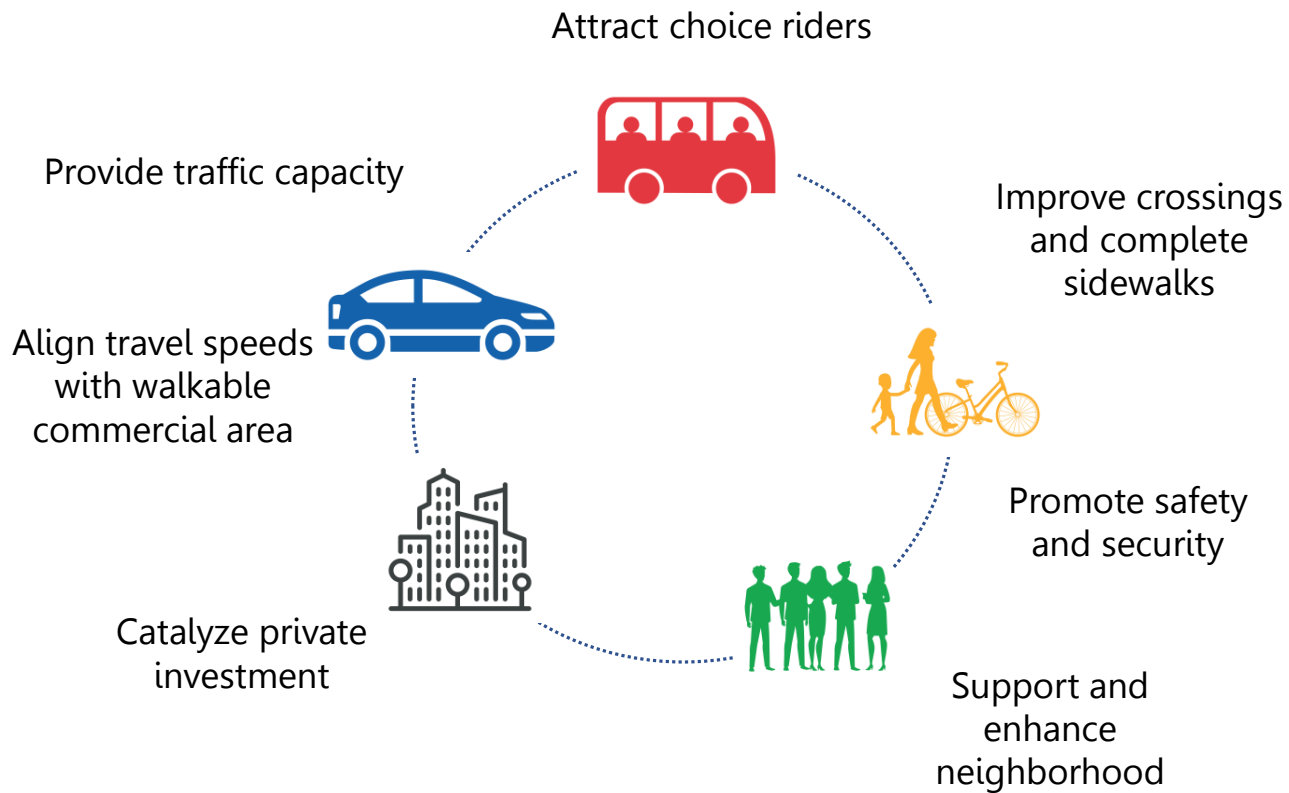 Attract choice riders
Provide traffic capacity
Improve crossings
and complete
sidewalks
Align travel speeds
with walkable
commercial area
Promote safety
and security
Catalyze private
investment
Support and
enhance
neighborhood